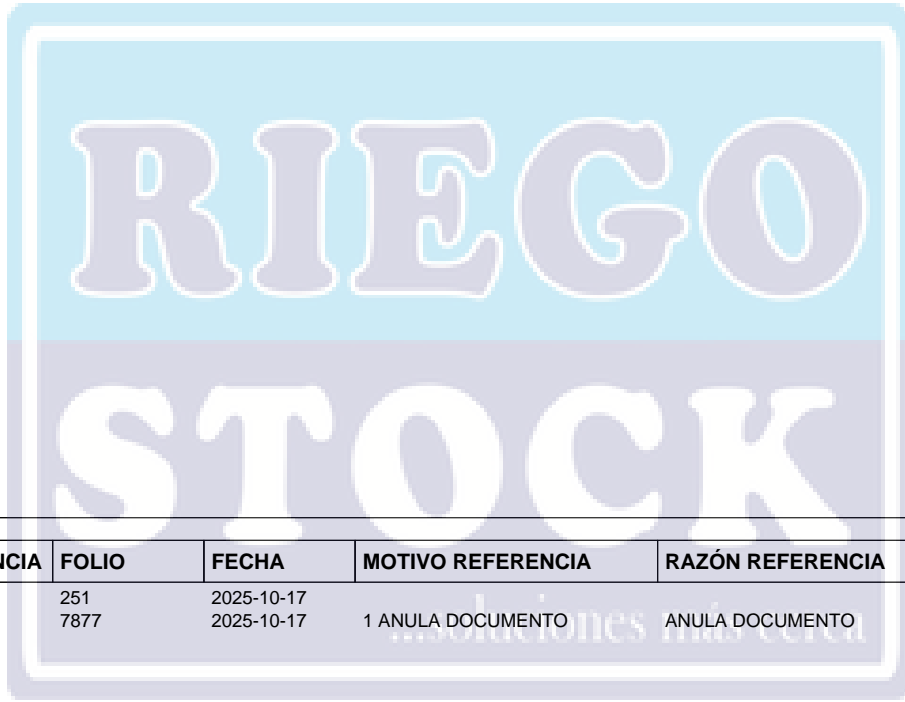 RIEGO
STOCK
NCIA FOLIO FECHA MOTIVO REFERENCIA RAZÓN REFERENCIA
251 2025-10-17
7877 2025-10-17 1 ANULA DOCUMENTO ANULA DOCUMENTO
...soluciones más cerca